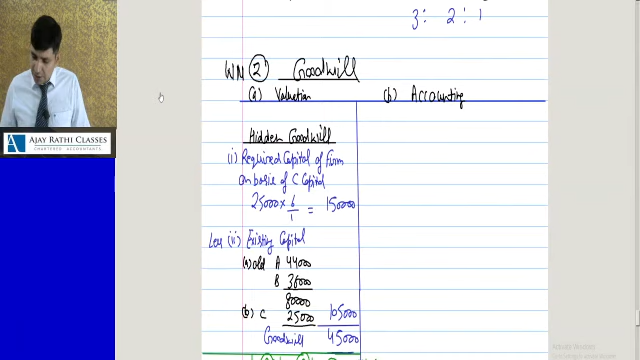 3 : 2 : 1
WN 2 Goodwill
(a) Valuation (b) Accounting
Hidden Goodwill
(i) Required Capital of Firm
on basis of C Capital
25000 × 6/1 = 150000
Less (ii) Existing Capital
(a) old A 44000
B 36000
80000
(b) C 25000 105000
Goodwill 45000
AJAY RATHI CLASSES
CHARTERED ACCOUNTANTS
Activate Windows